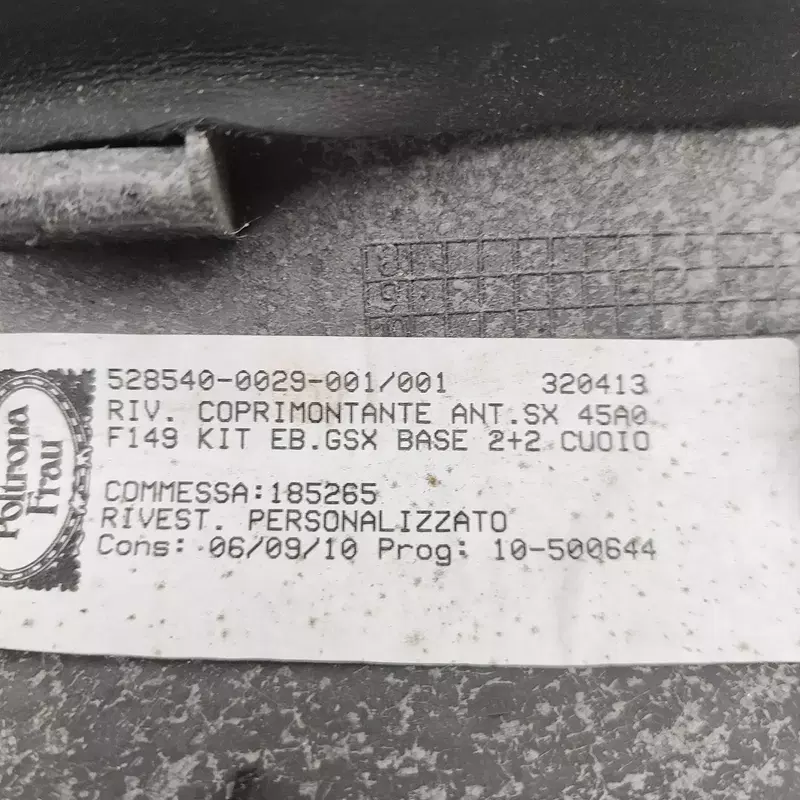 528540-0029-001/001 320413
RIV. COPRIMONTANTE ANT.SX 45A0
F149 KIT EB.GSX BASE 2+2 CUOIO
COMMESSA:185265
RIVEST. PERSONALIZZATO
Cons: 06/09/10 Prog: 10-500644
Poltrona
Frau